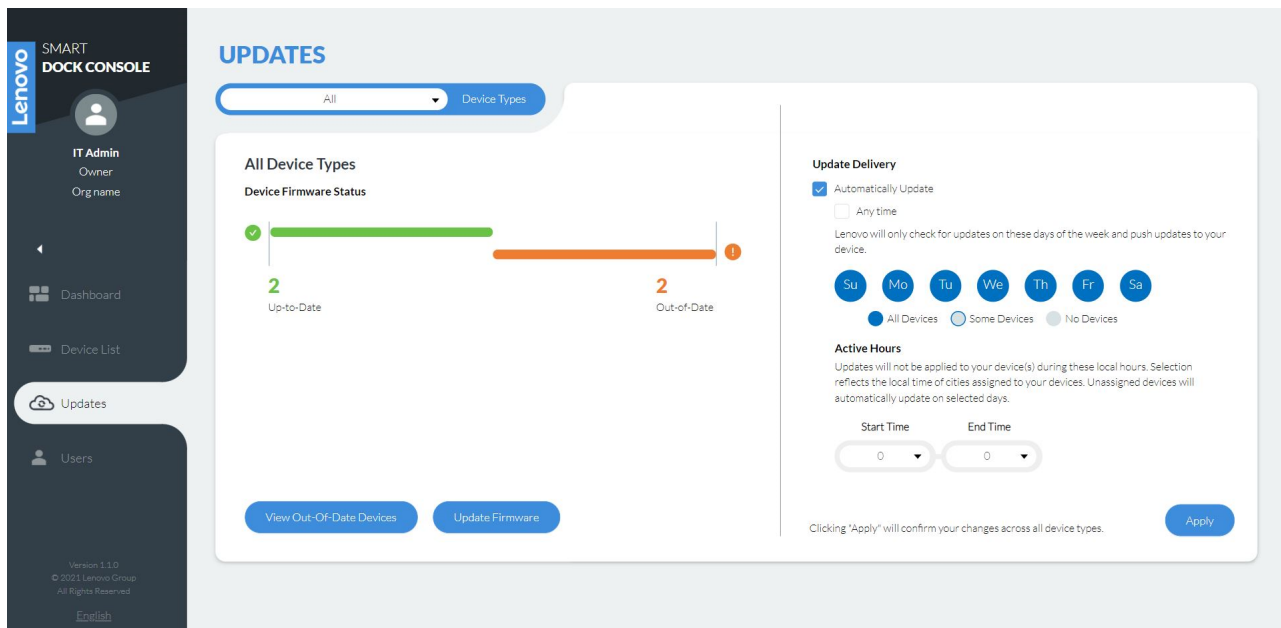 Lenovo
SMART
DOCK CONSOLE
IT Admin
Owner
Org name
Dashboard
Device List
Updates
Users
Version 1.1.0
© 2021 Lenovo Group
All Rights Reserved
English
UPDATES
All
Device Types
All Device Types
Device Firmware Status
2
Up-to-Date
2
Out-of-Date
View Out-Of-Date Devices
Update Firmware
Update Delivery
Automatically Update
Any time
Lenovo will only check for updates on these days of the week and push updates to your
device.
Su Mo Tu We Th Fr Sa
All Devices Some Devices No Devices
Active Hours
Updates will not be applied to your device(s) during these local hours. Selection
reflects the local time of cities assigned to your devices. Unassigned devices will
automatically update on selected days.
Start Time End Time
0 0
Clicking "Apply" will confirm your changes across all device types.
Apply